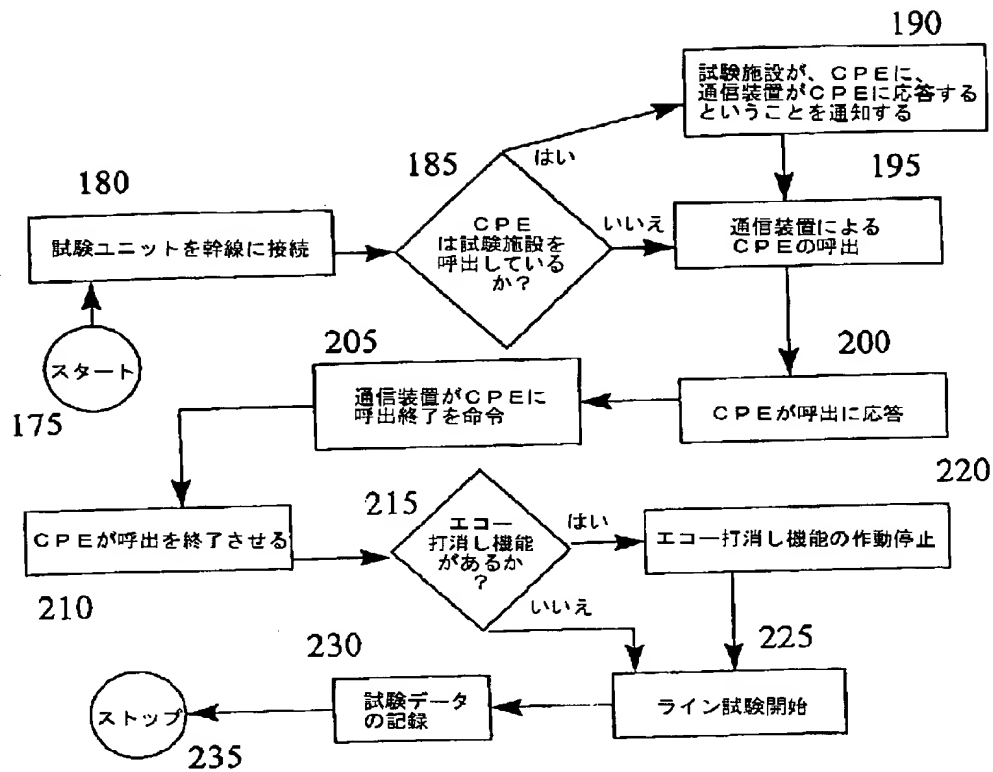 190
試験施設が、CPEに、
通信装置がCPEに応答する
ということを通知する
はい
185
180
195
試験ユニットを幹線に接続
CPE
は試験施設を
呼出しているか
か？
いいえ
通信装置による
CPEの呼出
スタート
175
205
200
通信装置がCPEに
呼出終了を命令
CPEが呼出に応答
220
215
CPEが呼出を終了させる
エコー
打消し機能
があるか
？
はい
エコー打消し機能の作動停止
210
いいえ
225
230
ストップ
試験データ
の記録
ライン試験開始
235